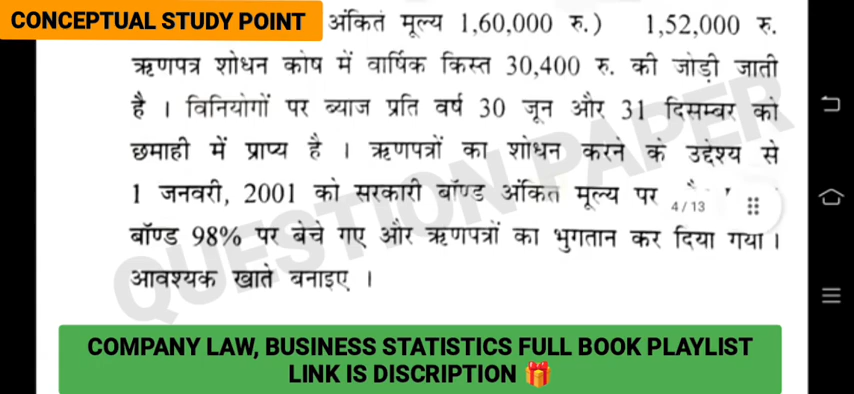 CONCEPTUAL STUDY POINT
अंकित मूल्य 1,60,000 रु.) 1,52,000 रु.
ऋणपत्र शोधन कोष में वार्षिक किस्त 30,400 रु. की जोड़ी जाती
है । विनियोगों पर ब्याज प्रति वर्ष 30 जून और 31 दिसम्बर को
छमाही में प्राप्य है । ऋणपत्रों का शोधन करने के उद्देश्य से
1 जनवरी, 2001 को सरकारी बॉण्ड अंकित मूल्य पर
4/13
बॉण्ड 98% पर बेचे गए और ऋणपत्रों का भुगतान कर दिया गया ।
आवश्यक खाते बनाइए ।
QUESTION PAPER
COMPANY LAW, BUSINESS STATISTICS FULL BOOK PLAYLIST
LINK IS DISCRIPTION 🎁